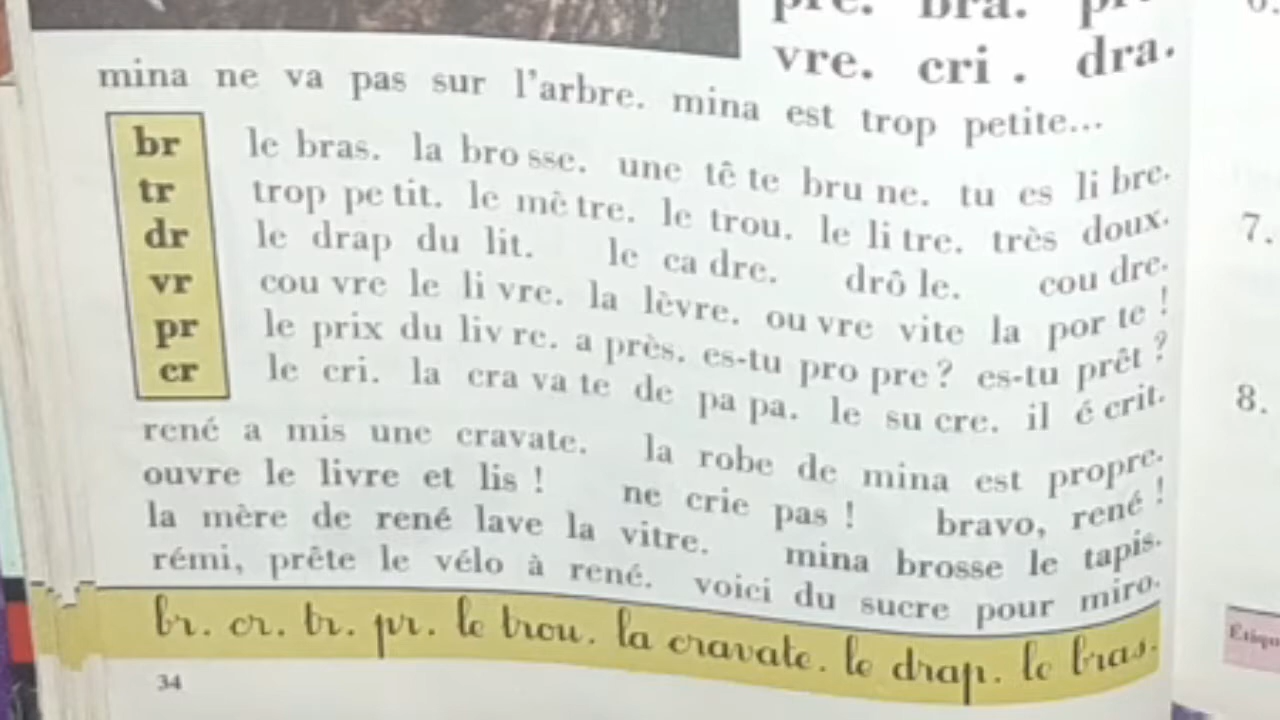 pre. bra.
vre. cri . dra.
mina ne va pas sur l'arbre. mina est trop petite...
br le bras. la bro sse. une tê te bru ne. tu es li bre.
tr trop pe tit. le mè tre. le trou. le li tre. très doux.
dr le drap du lit. le ca dre. drô le. cou dre.
vr cou vre le li vre. la lèvre. ou vre vite la por te !
pr le prix du liv re. a près. es-tu pro pre ? es-tu prêt ?
cr le cri. la cra va te de pa pa. le su cre. il é crit.
rené a mis une cravate. la robe de mina est propre.
ouvre le livre et lis ! ne crie pas ! bravo, rené !
la mère de rené lave la vitre. mina brosse le tapis.
rémi, prête le vélo à rené. voici du sucre pour miro.
br. cr. tr. pr. le trou. la cravate. le drap. le bras.
34
7.
8.